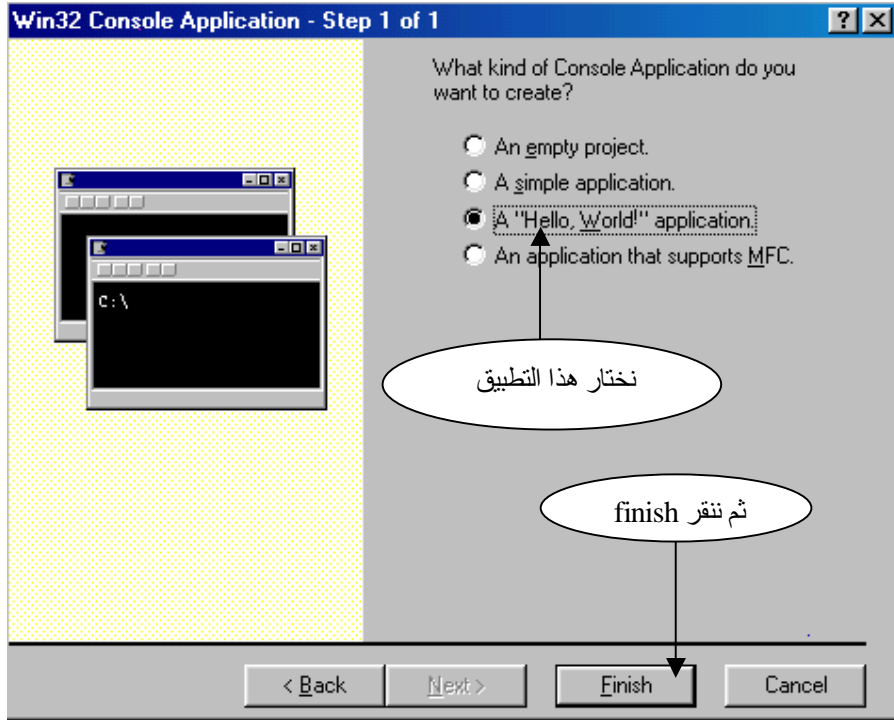 Win32 Console Application - Step 1 of 1
What kind of Console Application do you
want to create?
An empty project.
A simple application.
A "Hello, World!" application.
An application that supports MFC.
C:\
نختار هذا التطبيق
ثم ننقر finish
< Back
Next >
Finish
Cancel